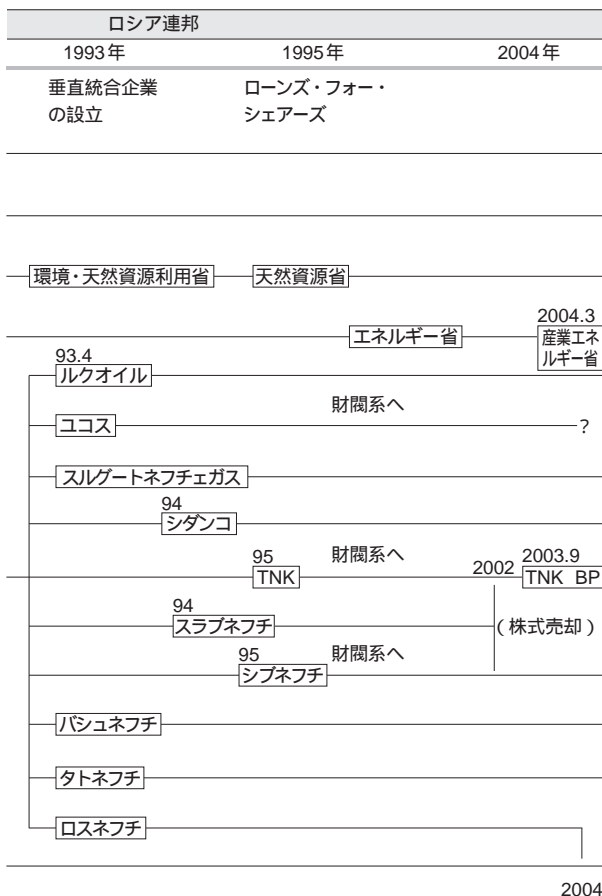 ロシア連邦
1993年 1995年 2004年
垂直統合企業 ローンズ・フォー・
の設立 シェアーズ
環境・天然資源利用省 天然資源省
2004.3
エネルギー省 産業エネ
ルギー省
93.4
ルクオイル
財閥系へ
ユコス ?
スルグートネフチェガス
94
シダンコ
95 財閥系へ 2002 2003.9
TNK TNK BP
94
スラブネフチ (株式売却)
95 財閥系へ
シブネフチ
バシュネフチ
タトネフチ
ロスネフチ
2004